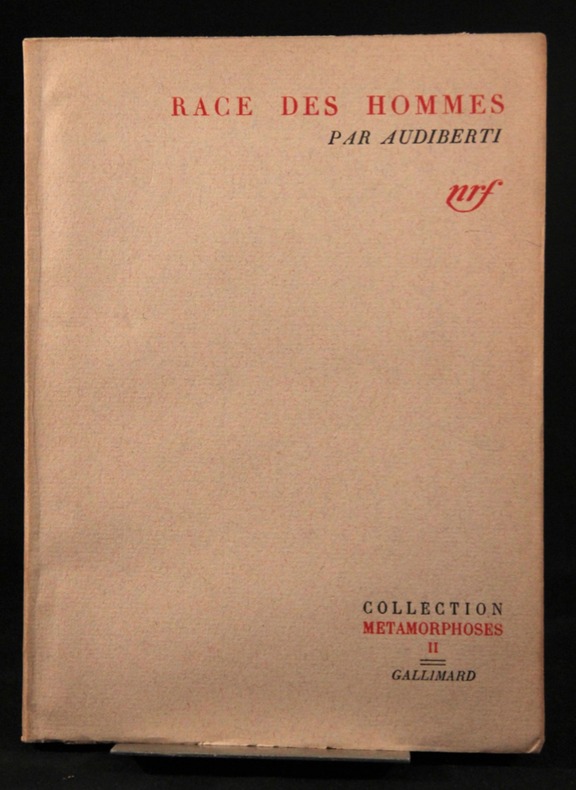 RACE DES HOMMES
PAR AUDIBERTI
nrf
COLLECTION
METAMORPHOSES
II
GALLIMARD